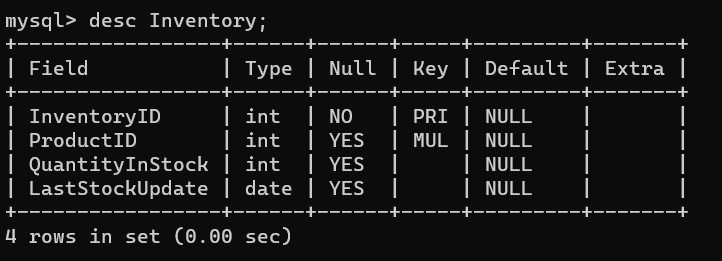 mysql> desc Inventory;
+-----------------+------+------+-----+---------+-------+
| Field           | Type | Null | Key | Default | Extra |
+-----------------+------+------+-----+---------+-------+
| InventoryID     | int  | NO   | PRI | NULL    |       |
| ProductID       | int  | YES  | MUL | NULL    |       |
| QuantityInStock | int  | YES  |     | NULL    |       |
| LastStockUpdate | date | YES  |     | NULL    |       |
+-----------------+------+------+-----+---------+-------+
4 rows in set (0.00 sec)